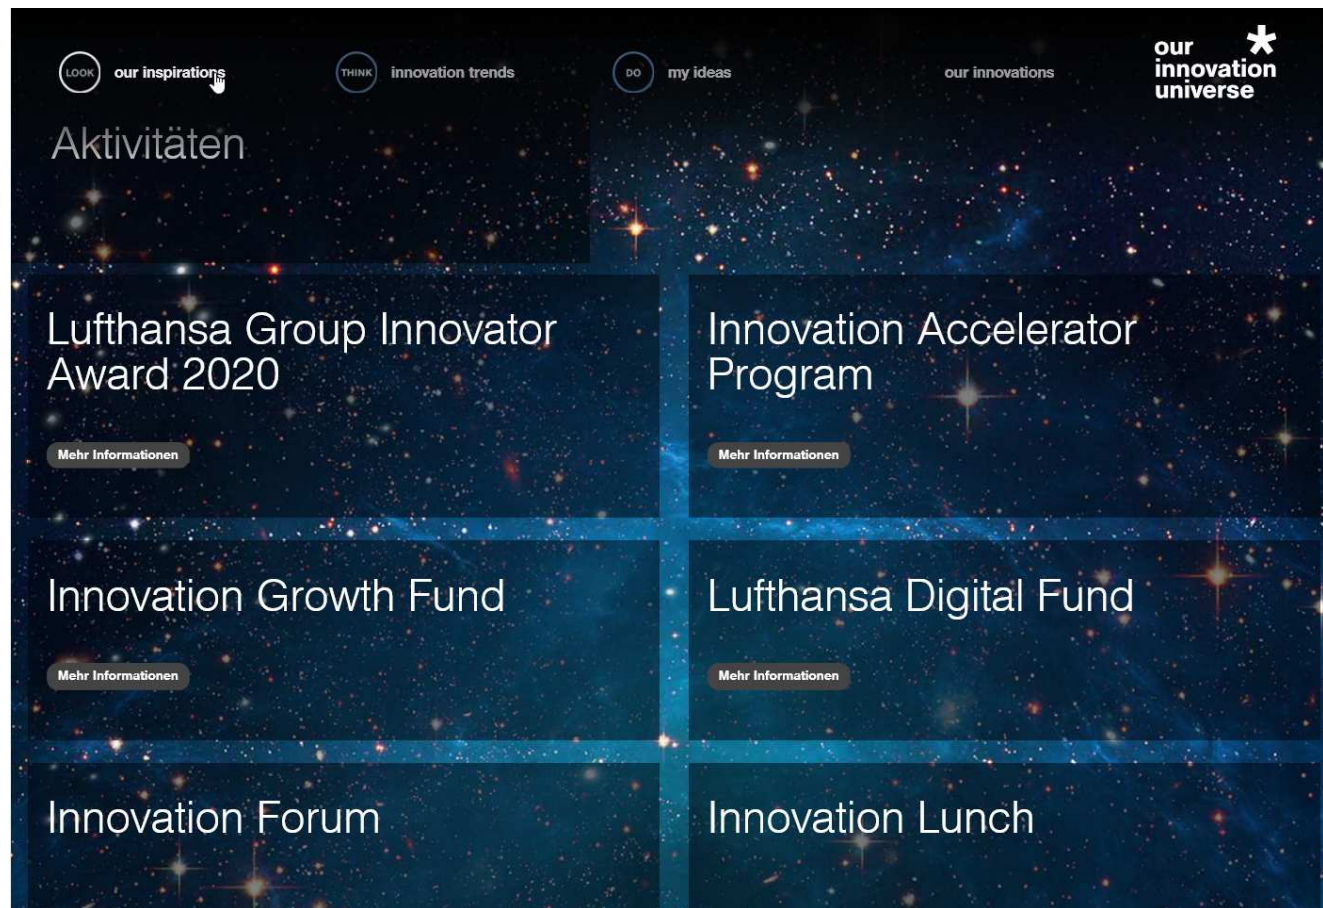 LOOK our inspirations THINK innovation trends DO my ideas our innovations
our
innovation
universe
Aktivitäten
Lufthansa Group Innovator
Award 2020
Mehr Informationen
Innovation Accelerator
Program
Mehr Informationen
Innovation Growth Fund
Mehr Informationen
Lufthansa Digital Fund
Mehr Informationen
Innovation Forum
Innovation Lunch